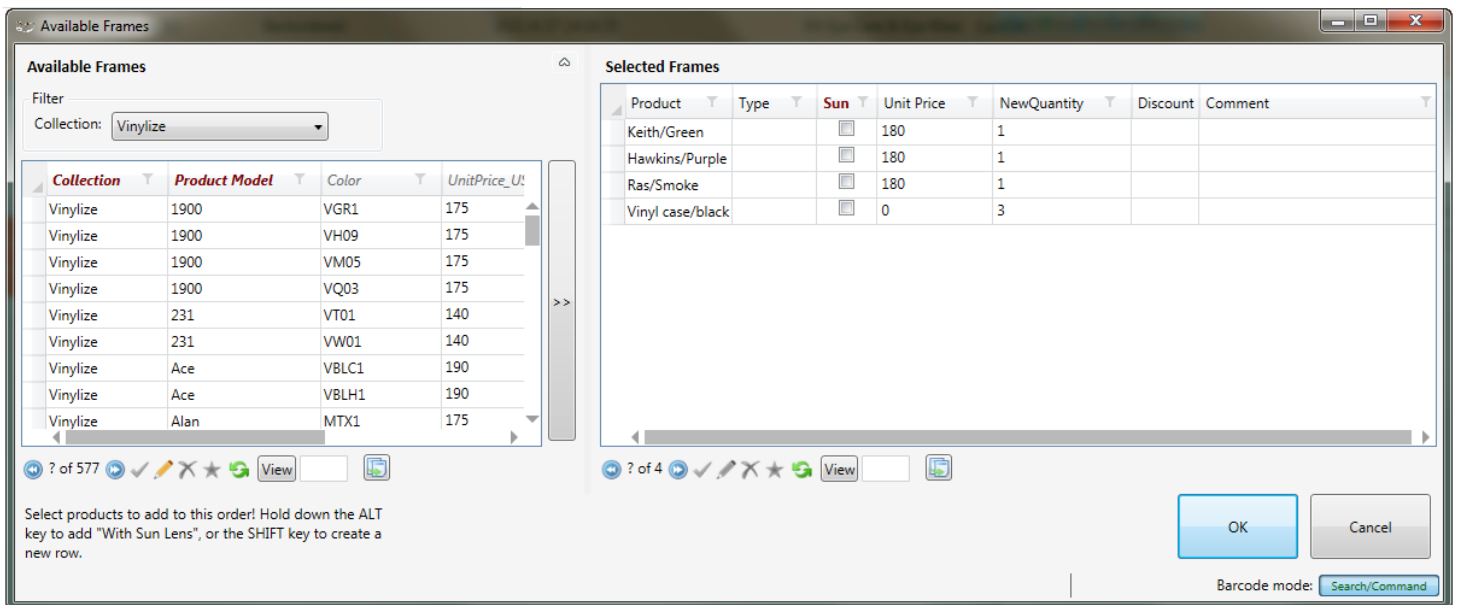 Available Frames
Available Frames
Selected Frames
Filter
Collection: Vinylize
Collection Product Model Color UnitPrice_US
Vinylize 1900 VGR1 175
Vinylize 1900 VH09 175
Vinylize 1900 VM05 175
Vinylize 1900 VQ03 175
Vinylize 231 VT01 140
Vinylize 231 VW01 140
Vinylize Ace VBLC1 190
Vinylize Ace VBLH1 190
Vinylize Alan MTX1 175
>>
Product Type Sun Unit Price NewQuantity Discount Comment
Keith/Green 180 1
Hawkins/Purple 180 1
Ras/Smoke 180 1
Vinyl case/black 0 3
? of 577 View
? of 4 View
Select products to add to this order! Hold down the ALT
key to add "With Sun Lens", or the SHIFT key to create a
new row.
OK Cancel
Barcode mode: Search/Command